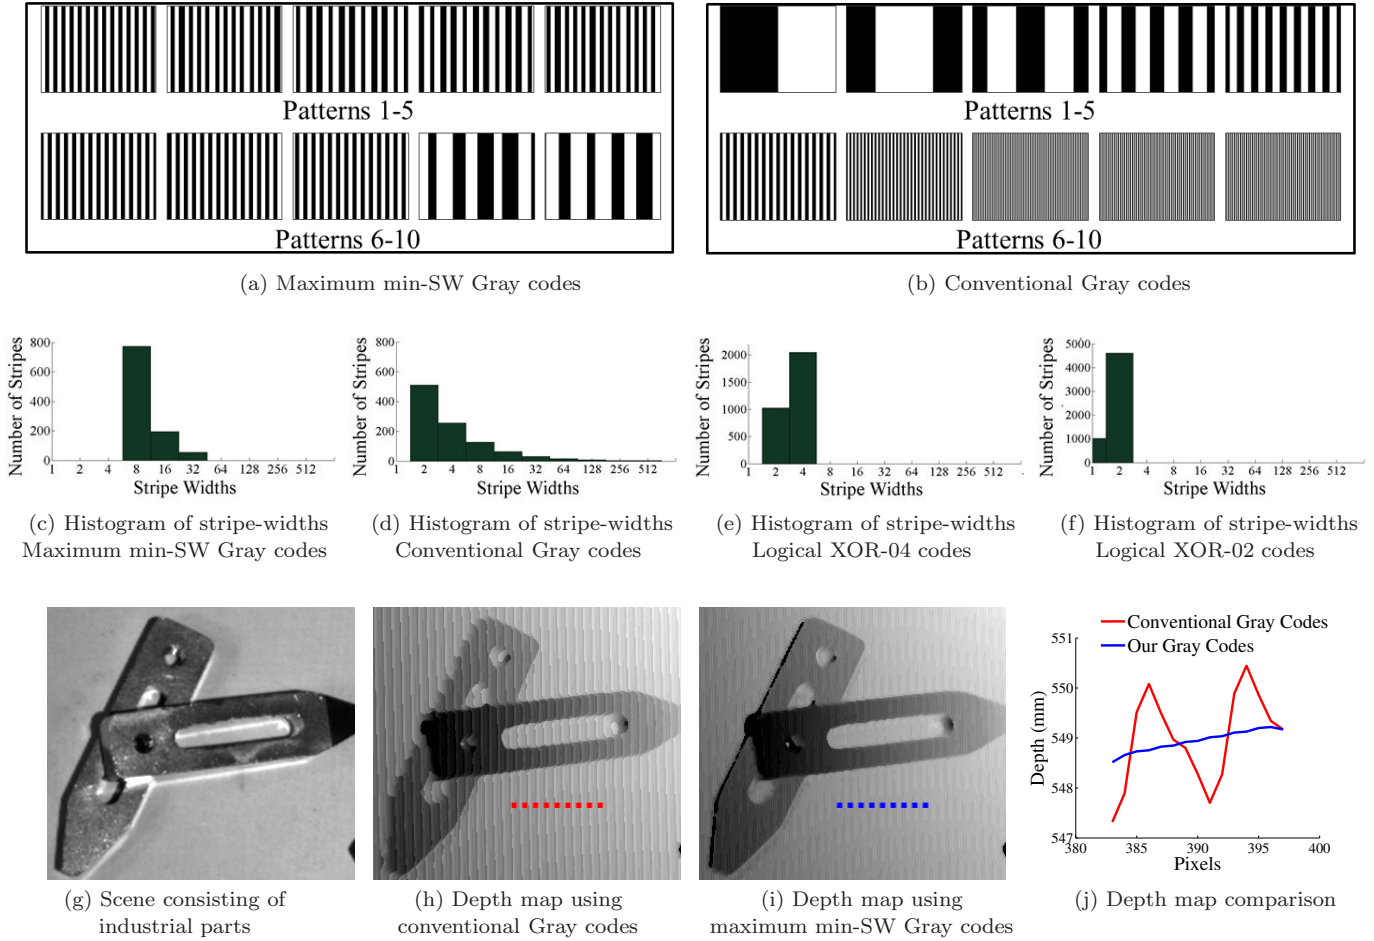 Patterns 1-5
Patterns 1-5
Patterns 6-10
Patterns 6-10
(a) Maximum min-SW Gray codes
(b) Conventional Gray codes
Number of Stripes
800
600
400
200
0
1 2 4 8 16 32 64 128 256 512
Stripe Widths
(c) Histogram of stripe-widths
Maximum min-SW Gray codes
Number of Stripes
800
600
400
200
0
1 2 4 8 16 32 64 128 256 512
Stripe Widths
(d) Histogram of stripe-widths
Conventional Gray codes
Number of Stripes
2000
1500
1000
500
0
1 2 4 8 16 32 64 128 256 512
Stripe Widths
(e) Histogram of stripe-widths
Logical XOR-04 codes
Number of Stripes
5000
4000
3000
2000
1000
0
1 2 4 8 16 32 64 128 256 512
Stripe Widths
(f) Histogram of stripe-widths
Logical XOR-02 codes
(g) Scene consisting of
industrial parts
(h) Depth map using
conventional Gray codes
(i) Depth map using
maximum min-SW Gray codes
Conventional Gray Codes
Our Gray Codes
Depth (mm)
551
550
549
548
547
380 385 390 395 400
Pixels
(j) Depth map comparison